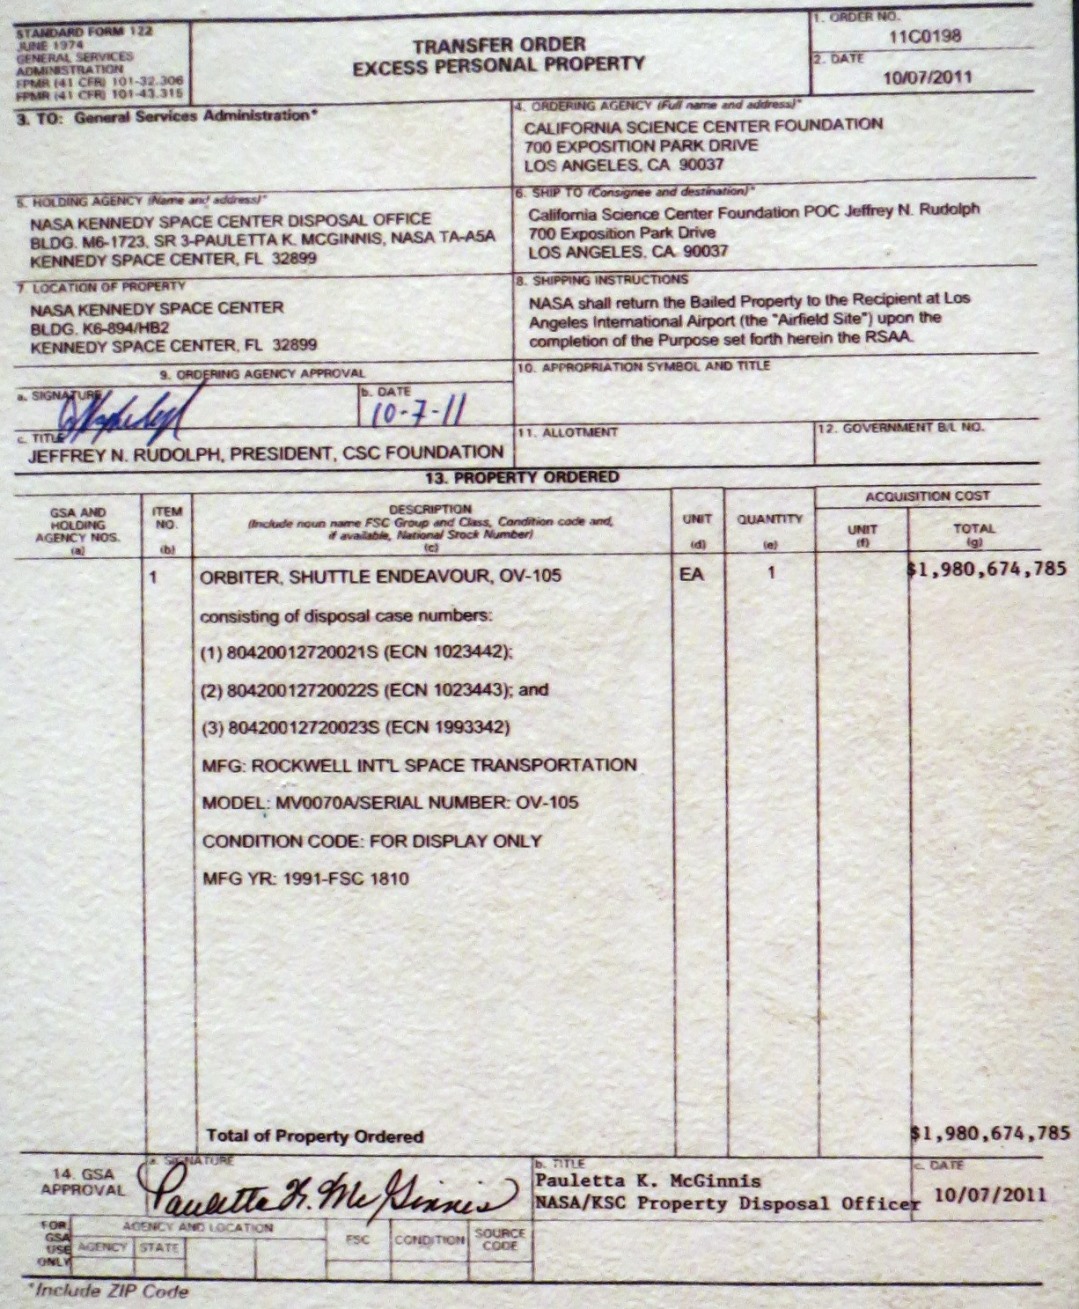 STANDARD FORM 122
JUNE 1974
GENERAL SERVICES
ADMINISTRATION
FPMR (41 CFR) 101-32.306
FPMR (41 CFR) 101-43.315
TRANSFER ORDER
EXCESS PERSONAL PROPERTY
1. ORDER NO.
11C0198
2. DATE
10/07/2011
3. TO: General Services Administration*
4. ORDERING AGENCY (Full name and address)*
CALIFORNIA SCIENCE CENTER FOUNDATION
700 EXPOSITION PARK DRIVE
LOS ANGELES, CA 90037
5. HOLDING AGENCY (Name and address)*
NASA KENNEDY SPACE CENTER DISPOSAL OFFICE
BLDG. M6-1723, SR 3-PAULETTA K. MCGINNIS, NASA TA-A5A
KENNEDY SPACE CENTER, FL 32899
6. SHIP TO (Consignee and destination)*
California Science Center Foundation POC Jeffrey N. Rudolph
700 Exposition Park Drive
LOS ANGELES, CA 90037
7. LOCATION OF PROPERTY
NASA KENNEDY SPACE CENTER
BLDG. K6-894/HB2
KENNEDY SPACE CENTER, FL 32899
8. SHIPPING INSTRUCTIONS
NASA shall return the Bailed Property to the Recipient at Los
Angeles International Airport (the "Airfield Site") upon the
completion of the Purpose set forth herein the RSAA.
9. ORDERING AGENCY APPROVAL
a. SIGNATURE
b. DATE
10-7-11
c. TITLE
JEFFREY N. RUDOLPH, PRESIDENT, CSC FOUNDATION
10. APPROPRIATION SYMBOL AND TITLE
11. ALLOTMENT
12. GOVERNMENT B/L NO.
13. PROPERTY ORDERED
GSA AND
HOLDING
AGENCY NOS.
(a)
ITEM
NO.
(b)
DESCRIPTION
(Include noun name FSC Group and Class, Condition code and,
if available, National Stock Number)
(c)
UNIT
(d)
QUANTITY
(e)
ACQUISITION COST
UNIT
(f)
TOTAL
(g)
1 ORBITER, SHUTTLE ENDEAVOUR, OV-105 EA 1 $1,980,674,785
consisting of disposal case numbers:
(1) 80420012720021S (ECN 1023442);
(2) 80420012720022S (ECN 1023443); and
(3) 80420012720023S (ECN 1993342)
MFG: ROCKWELL INT'L SPACE TRANSPORTATION
MODEL: MV0070A/SERIAL NUMBER: OV-105
CONDITION CODE: FOR DISPLAY ONLY
MFG YR: 1991-FSC 1810
Total of Property Ordered $1,980,674,785
14. GSA
APPROVAL
a. SIGNATURE
Pauletta K. McGinnis
b. TITLE
Pauletta K. McGinnis
NASA/KSC Property Disposal Officer
c. DATE
10/07/2011
FOR
GSA
USE
ONLY
AGENCY AND LOCATION
AGENCY
STATE
FSC
CONDITION
SOURCE
CODE
*Include ZIP Code